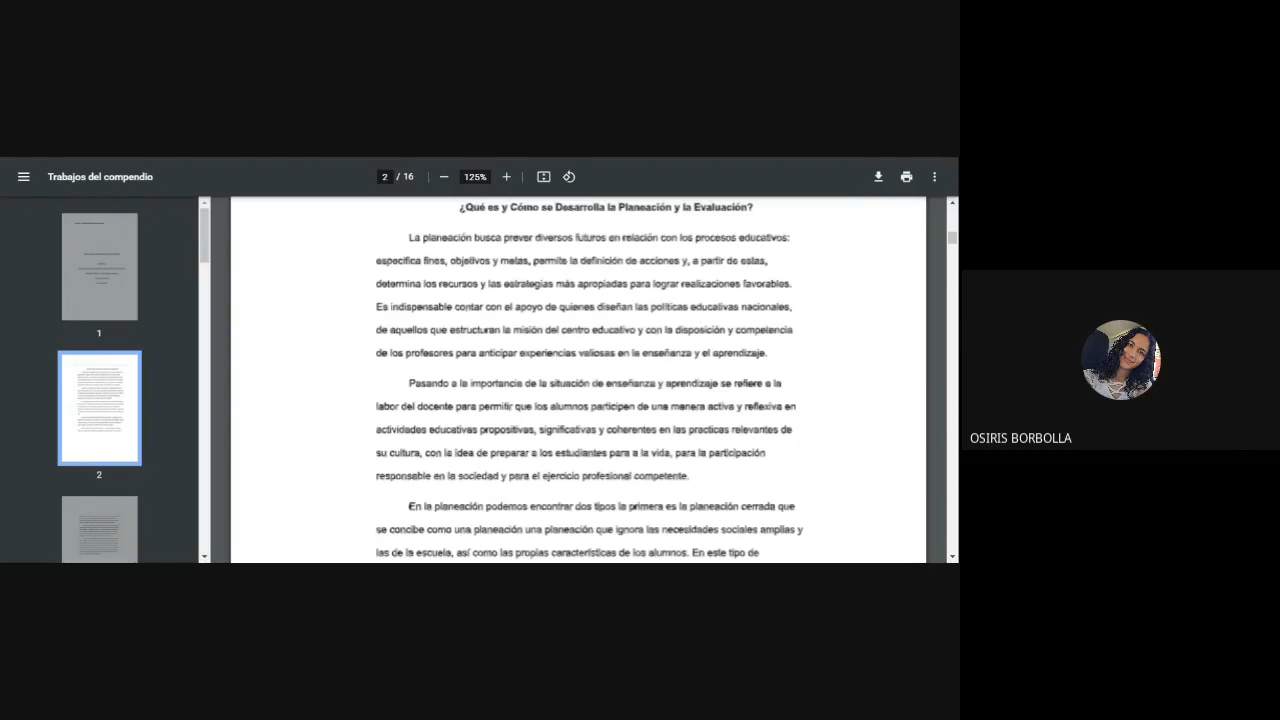 Trabajos del compendio
2 / 16
125%
¿Qué es y Cómo se Desarrolla la Planeación y la Evaluación?
La planeación busca prever diversos futuros en relación con los procesos educativos:
especifica fines, objetivos y metas, permite la definición de acciones y, a partir de estas,
determina los recursos y las estrategias más apropiadas para lograr realizaciones favorables.
Es indispensable contar con el apoyo de quienes diseñan las políticas educativas nacionales,
de aquellos que estructuran la misión del centro educativo y con la disposición y competencia
de los profesores para anticipar experiencias valiosas en la enseñanza y el aprendizaje.
Pasando a la importancia de la situación de enseñanza y aprendizaje se refiere a la
labor del docente para permitir que los alumnos participen de una manera activa y reflexiva en
actividades educativas propositivas, significativas y coherentes en las practicas relevantes de
su cultura, con la idea de preparar a los estudiantes para a la vida, para la participación
responsable en la sociedad y para el ejercicio profesional competente.
En la planeación podemos encontrar dos tipos la primera es la planeación cerrada que
se concibe como una planeación una planeación que ignora las necesidades sociales amplias y
las de la escuela, así como las propias características de los alumnos. En este tipo de
1
2
OSIRIS BORBOLLA